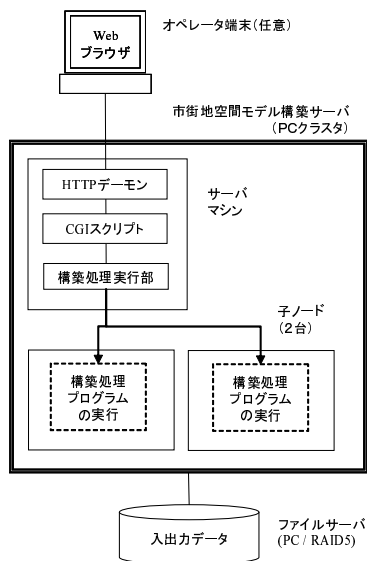 Web
ブラウザ
オペレータ端末(任意)
市街地空間モデル構築サーバ
(PCクラスタ)
HTTPデーモン
CGIスクリプト
構築処理実行部
サーバ
マシン
子ノード
(2台)
構築処理
プログラム
の実行
構築処理
プログラム
の実行
入出力データ
ファイルサーバ
(PC / RAID5)